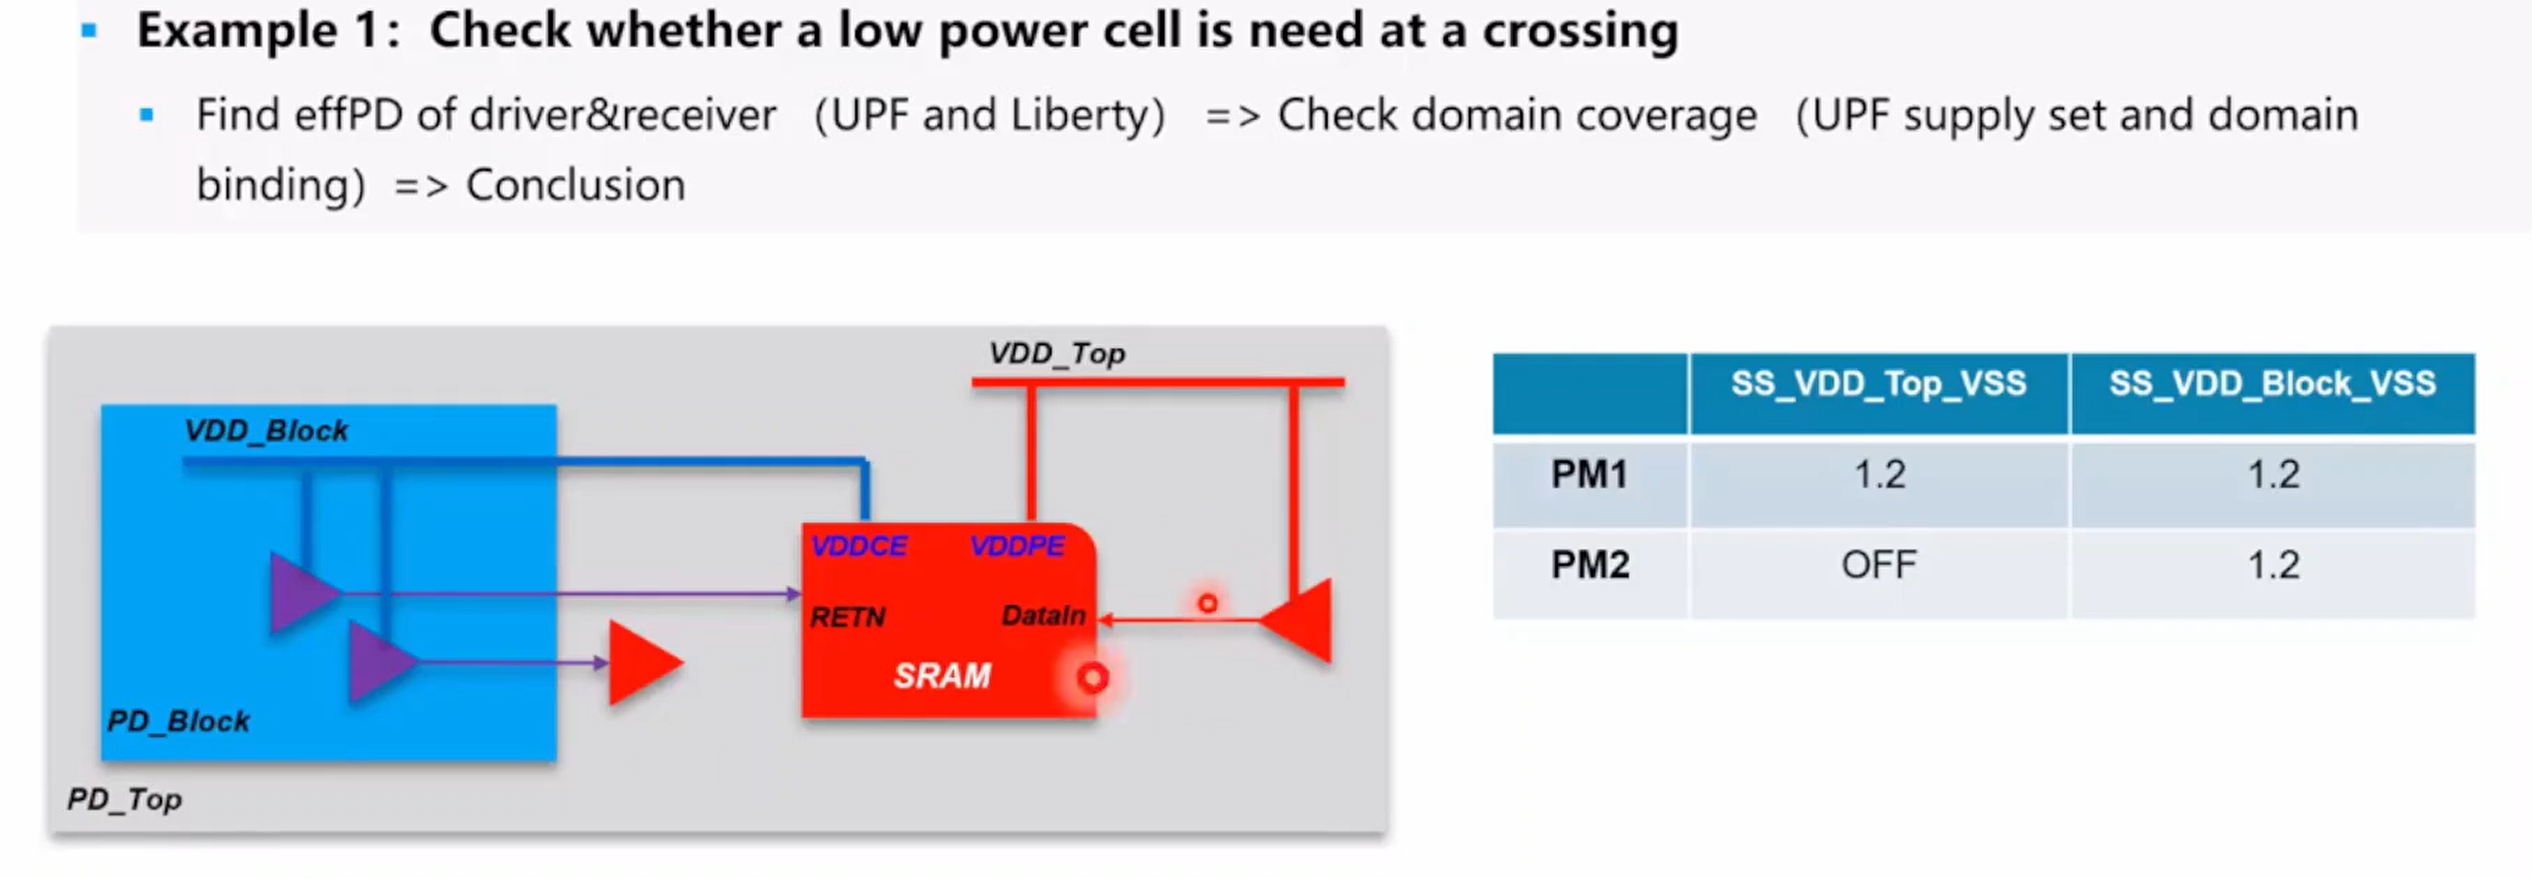 Example 1: Check whether a low power cell is need at a crossing
Find effPD of driver&receiver (UPF and Liberty) => Check domain coverage (UPF supply set and domain
binding) => Conclusion
VDD_Top
VDD_Block
VDDCE VDDPE
RETN DataIn
SRAM
PD_Block
PD_Top
SS_VDD_Top_VSS SS_VDD_Block_VSS
PM1 1.2 1.2
PM2 OFF 1.2